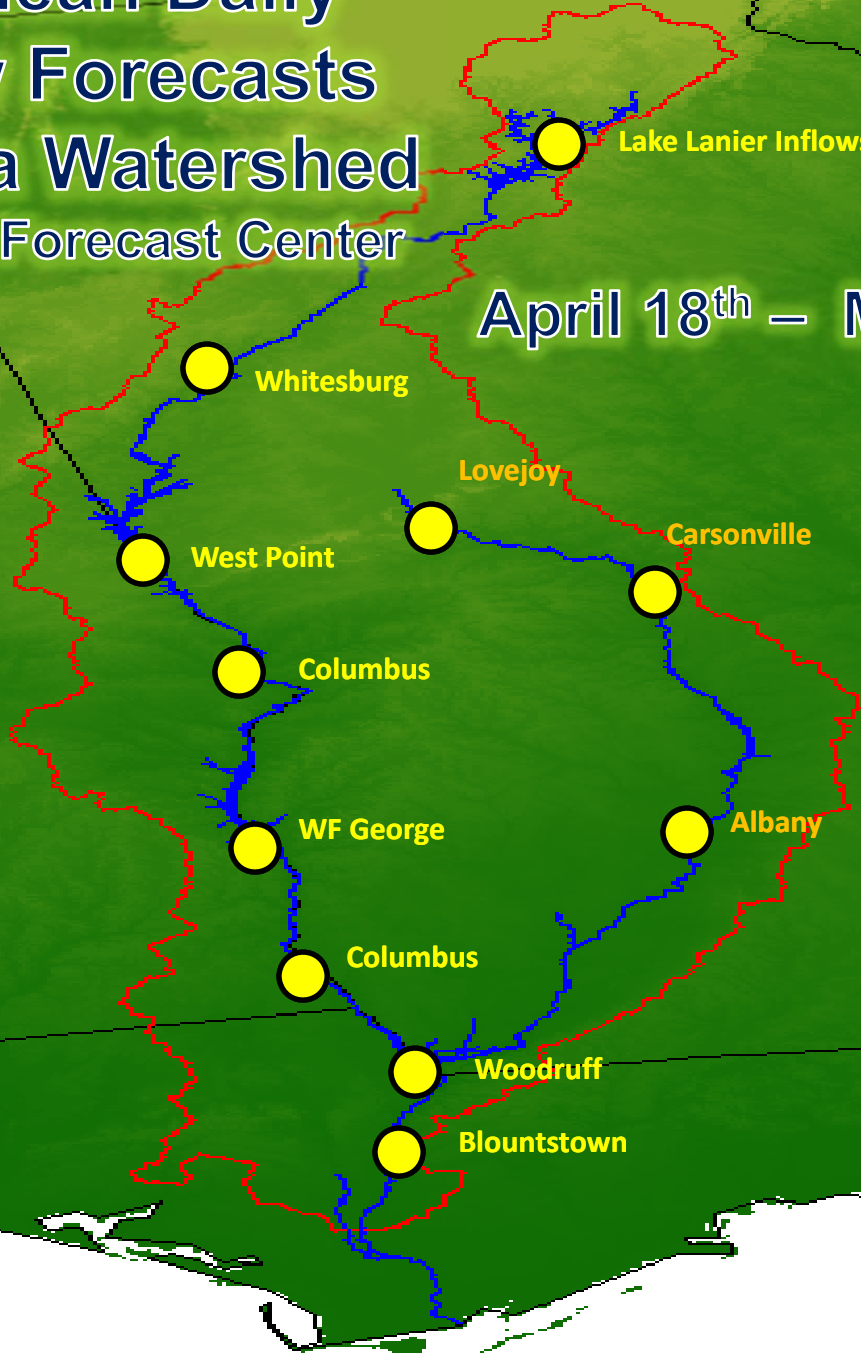 Forecasts
Watershed
Forecast Center
Lake Lanier Inflows
April 18th –
Whitesburg
Lovejoy
Carsonville
West Point
Columbus
Albany
WF George
Columbus
Woodruff
Blountstown